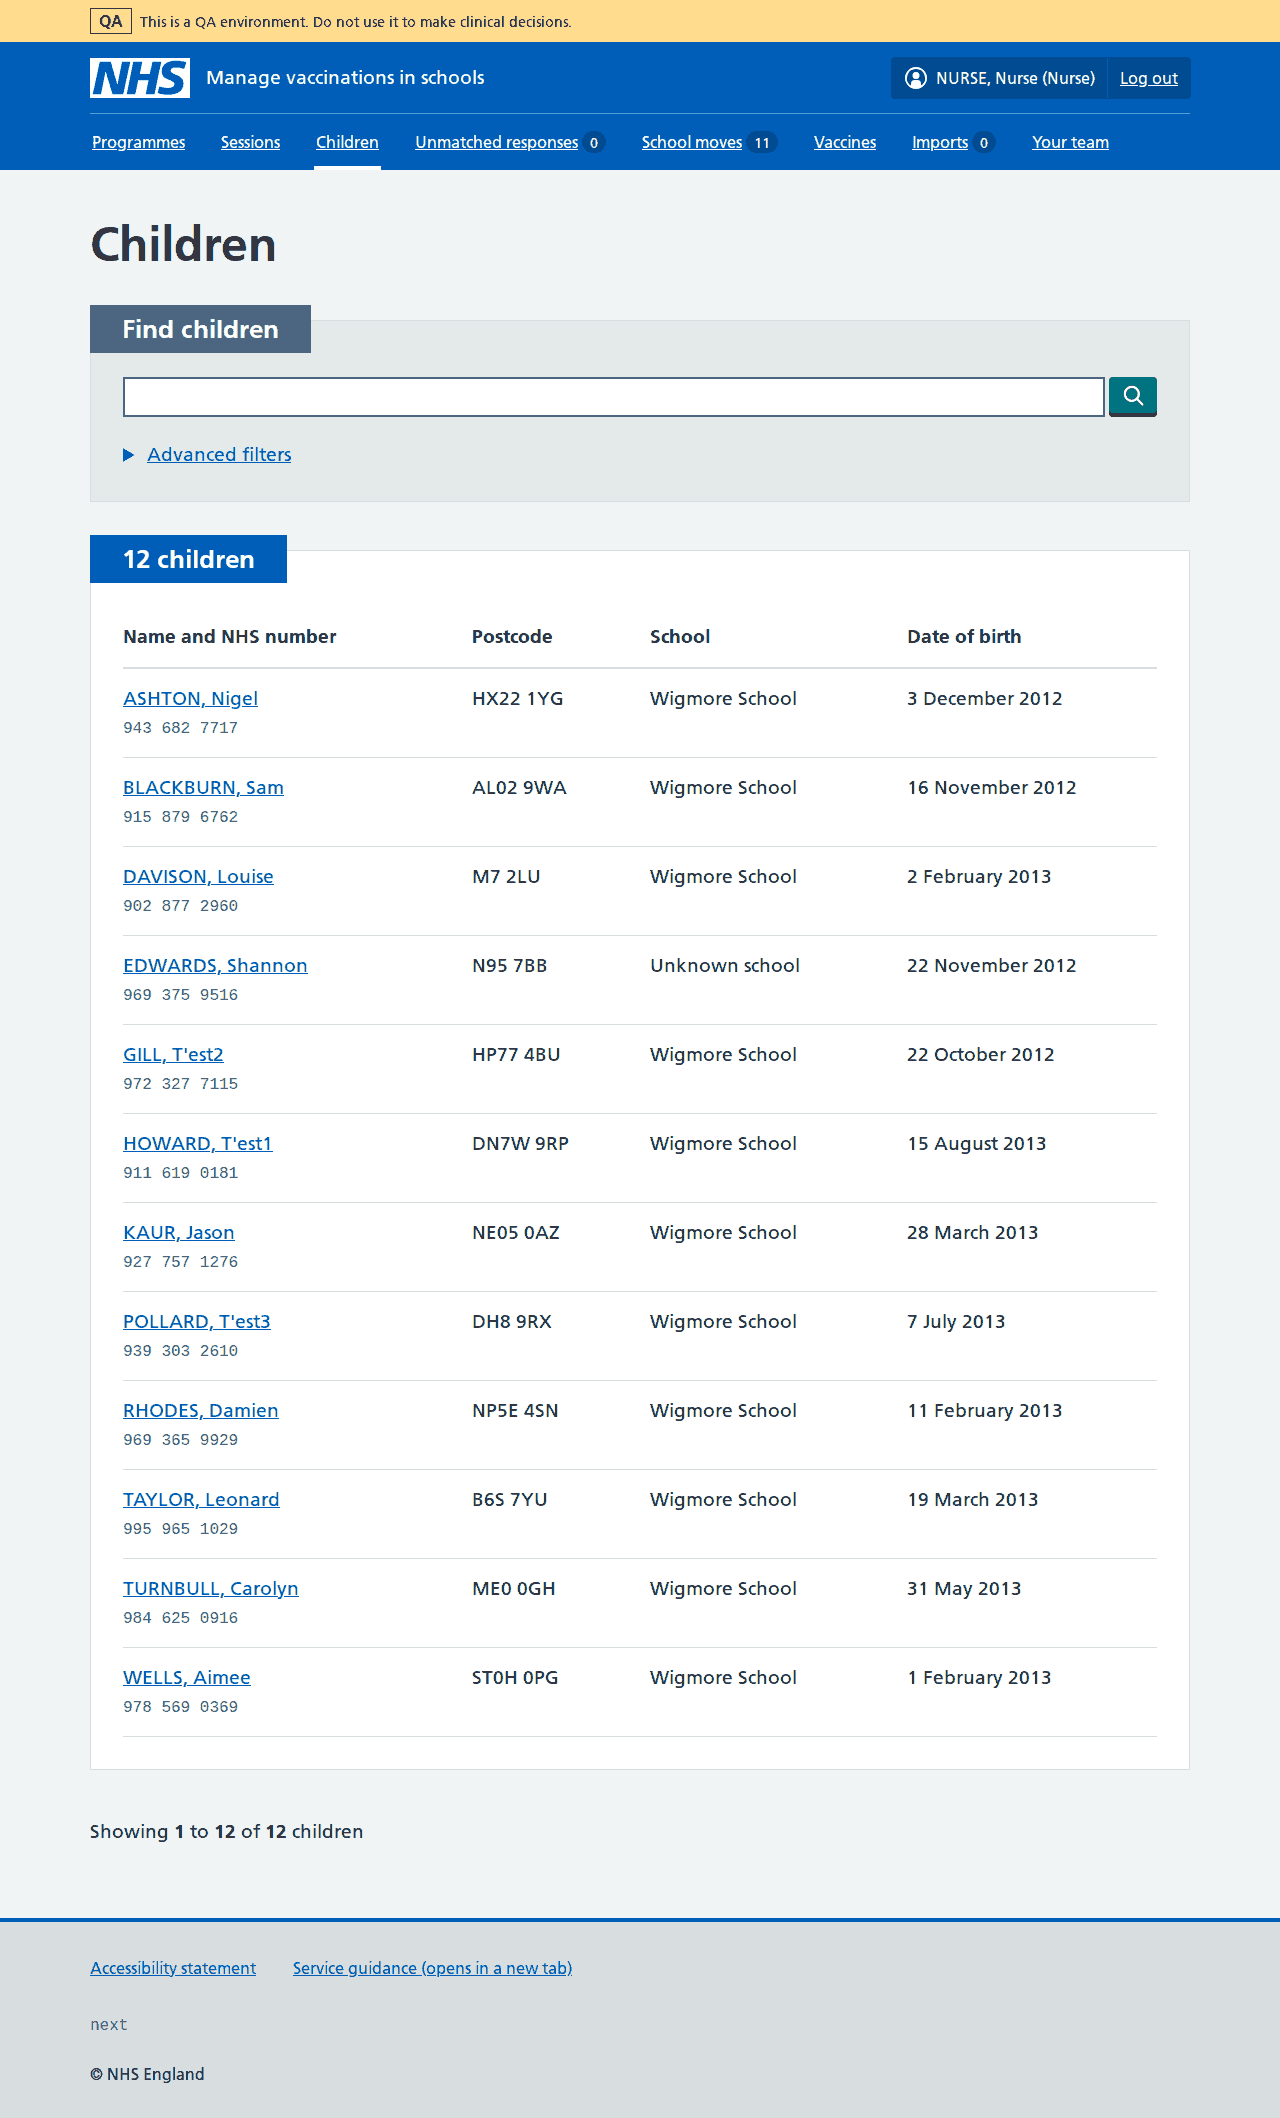 QA This is a QA environment. Do not use it to make clinical decisions.
NHS Manage vaccinations in schools NURSE, Nurse (Nurse) Log out
Programmes Sessions Children Unmatched responses 0 School moves 11 Vaccines Imports 0 Your team
Children
Find children
Advanced filters
12 children
Name and NHS number Postcode School Date of birth
ASHTON, Nigel HX22 1YG Wigmore School 3 December 2012
943 682 7717
BLACKBURN, Sam AL02 9WA Wigmore School 16 November 2012
915 879 6762
DAVISON, Louise M7 2LU Wigmore School 2 February 2013
902 877 2960
EDWARDS, Shannon N95 7BB Unknown school 22 November 2012
969 375 9516
GILL, T'est2 HP77 4BU Wigmore School 22 October 2012
972 327 7115
HOWARD, T'est1 DN7W 9RP Wigmore School 15 August 2013
911 619 0181
KAUR, Jason NE05 0AZ Wigmore School 28 March 2013
927 757 1276
POLLARD, T'est3 DH8 9RX Wigmore School 7 July 2013
939 303 2610
RHODES, Damien NP5E 4SN Wigmore School 11 February 2013
969 365 9929
TAYLOR, Leonard B6S 7YU Wigmore School 19 March 2013
995 965 1029
TURNBULL, Carolyn ME0 0GH Wigmore School 31 May 2013
984 625 0916
WELLS, Aimee ST0H 0PG Wigmore School 1 February 2013
978 569 0369
Showing 1 to 12 of 12 children
Accessibility statement Service guidance (opens in a new tab)
next
© NHS England